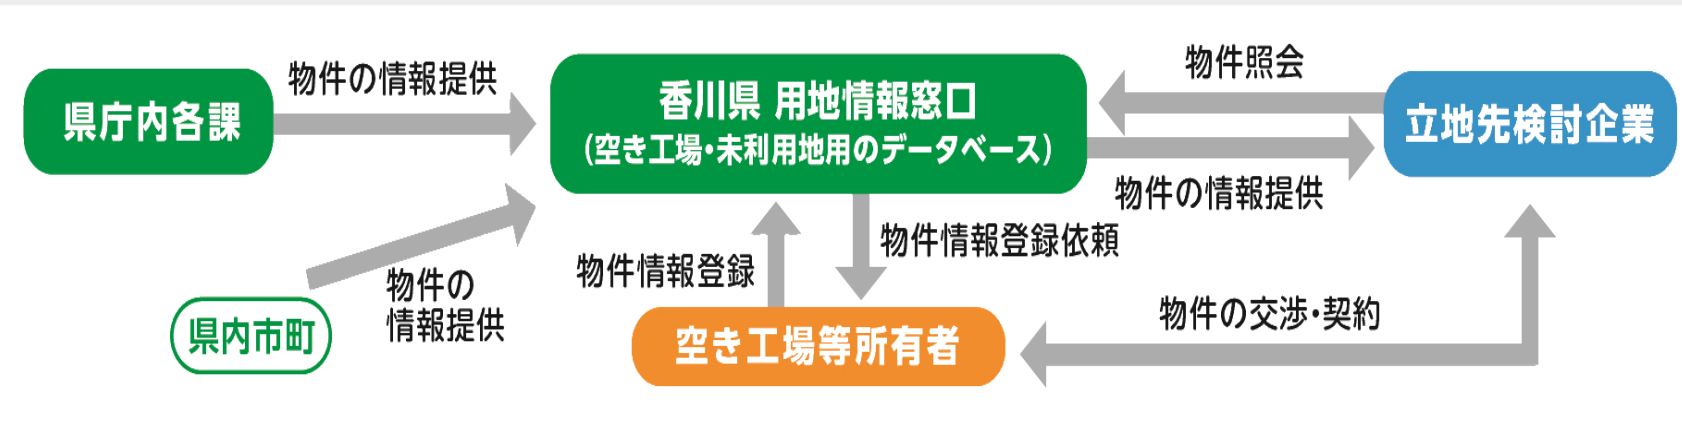 物件の情報提供
県庁内各課
香川県 用地情報窓口
(空き工場・未利用地用のデータベース)
物件照会
立地先検討企業
物件の情報提供
物件の
情報提供
県内市町
物件情報登録
物件情報登録依頼
空き工場等所有者
物件の交渉・契約